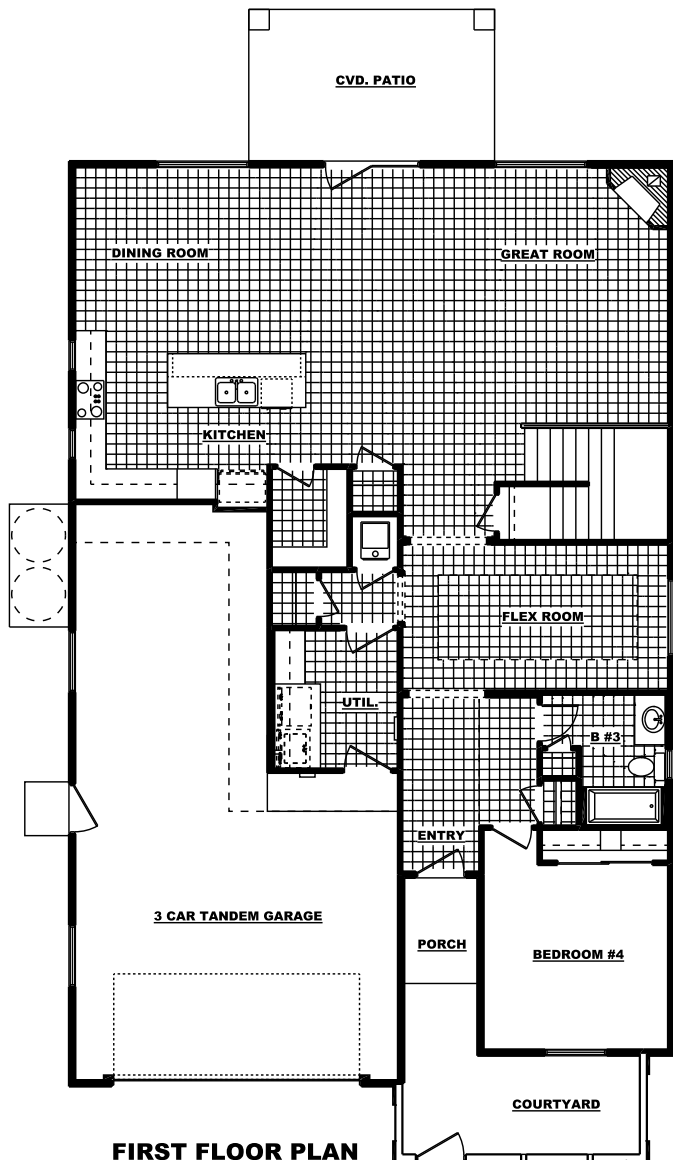 CVD. PATIO
DINING ROOM
GREAT ROOM
KITCHEN
FLEX ROOM
UTIL.
B #3
ENTRY
3 CAR TANDEM GARAGE
PORCH
BEDROOM #4
COURTYARD
FIRST FLOOR PLAN